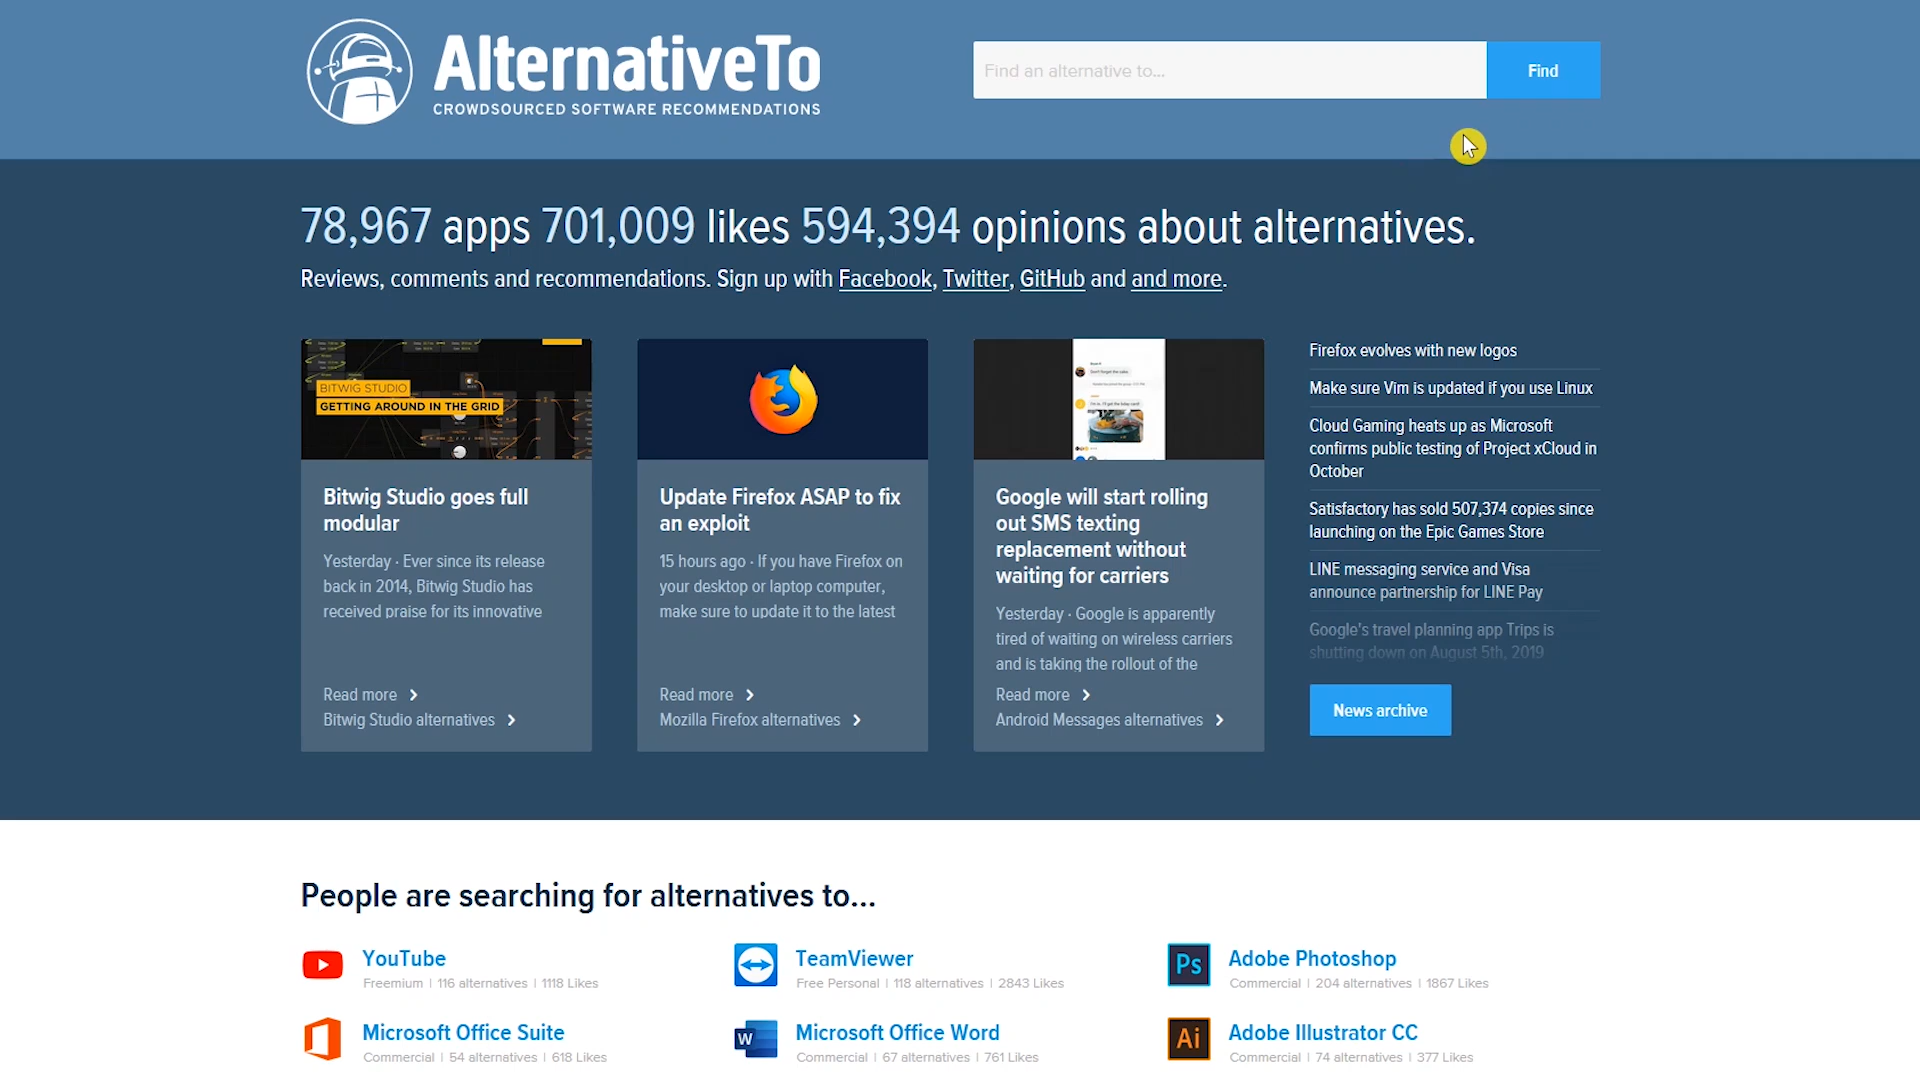 AlternativeTo
CROWDSOURCED SOFTWARE RECOMMENDATIONS
Find an alternative to...
Find
78,967 apps 701,009 likes 594,394 opinions about alternatives.
Reviews, comments and recommendations. Sign up with Facebook, Twitter, GitHub and and more.
BITWIG STUDIO
GETTING AROUND IN THE GRID
Bitwig Studio goes full
modular
Yesterday · Ever since its release
back in 2014, Bitwig Studio has
received praise for its innovative
Read more
Bitwig Studio alternatives
Update Firefox ASAP to fix
an exploit
15 hours ago · If you have Firefox on
your desktop or laptop computer,
make sure to update it to the latest
Read more
Mozilla Firefox alternatives
Google will start rolling
out SMS texting
replacement without
waiting for carriers
Yesterday · Google is apparently
tired of waiting on wireless carriers
and is taking the rollout of the
Read more
Android Messages alternatives
Firefox evolves with new logos
Make sure Vim is updated if you use Linux
Cloud Gaming heats up as Microsoft
confirms public testing of Project xCloud in
October
Satisfactory has sold 507,374 copies since
launching on the Epic Games Store
LINE messaging service and Visa
announce partnership for LINE Pay
Google's travel planning app Trips is
shutting down on August 5th, 2019
News archive
People are searching for alternatives to...
YouTube
Freemium | 116 alternatives | 1118 Likes
TeamViewer
Free Personal | 118 alternatives | 2843 Likes
Ps
Adobe Photoshop
Commercial | 204 alternatives | 1867 Likes
Microsoft Office Suite
Commercial | 54 alternatives | 618 Likes
W
Microsoft Office Word
Commercial | 67 alternatives | 761 Likes
Ai
Adobe Illustrator CC
Commercial | 74 alternatives | 377 Likes